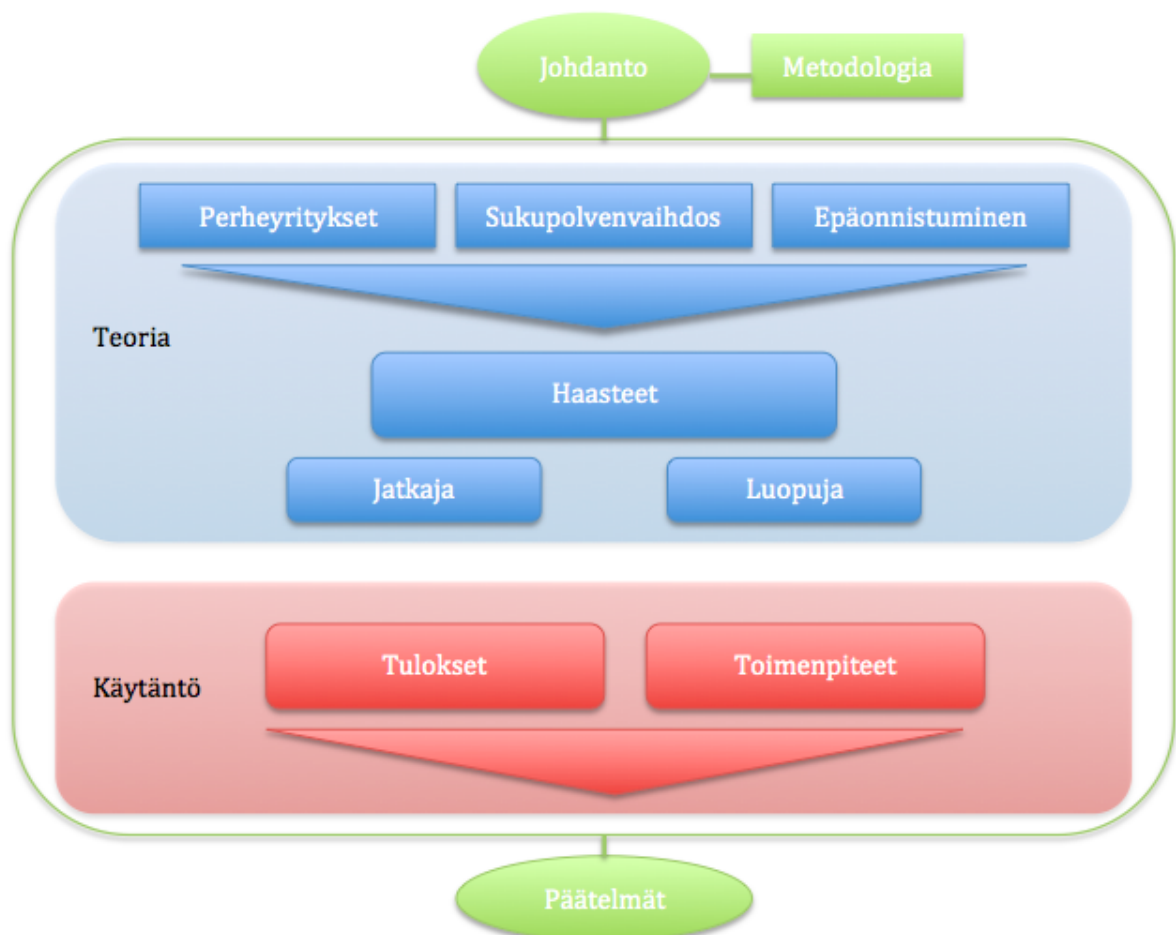 Johdanto
Metodologia
Perheyritykset
Sukupolvenvaihdos
Epäonnistuminen
Teoria
Haasteet
Jatkaja
Luopuja
Tulokset
Toimenpiteet
Käytäntö
Päätelmät